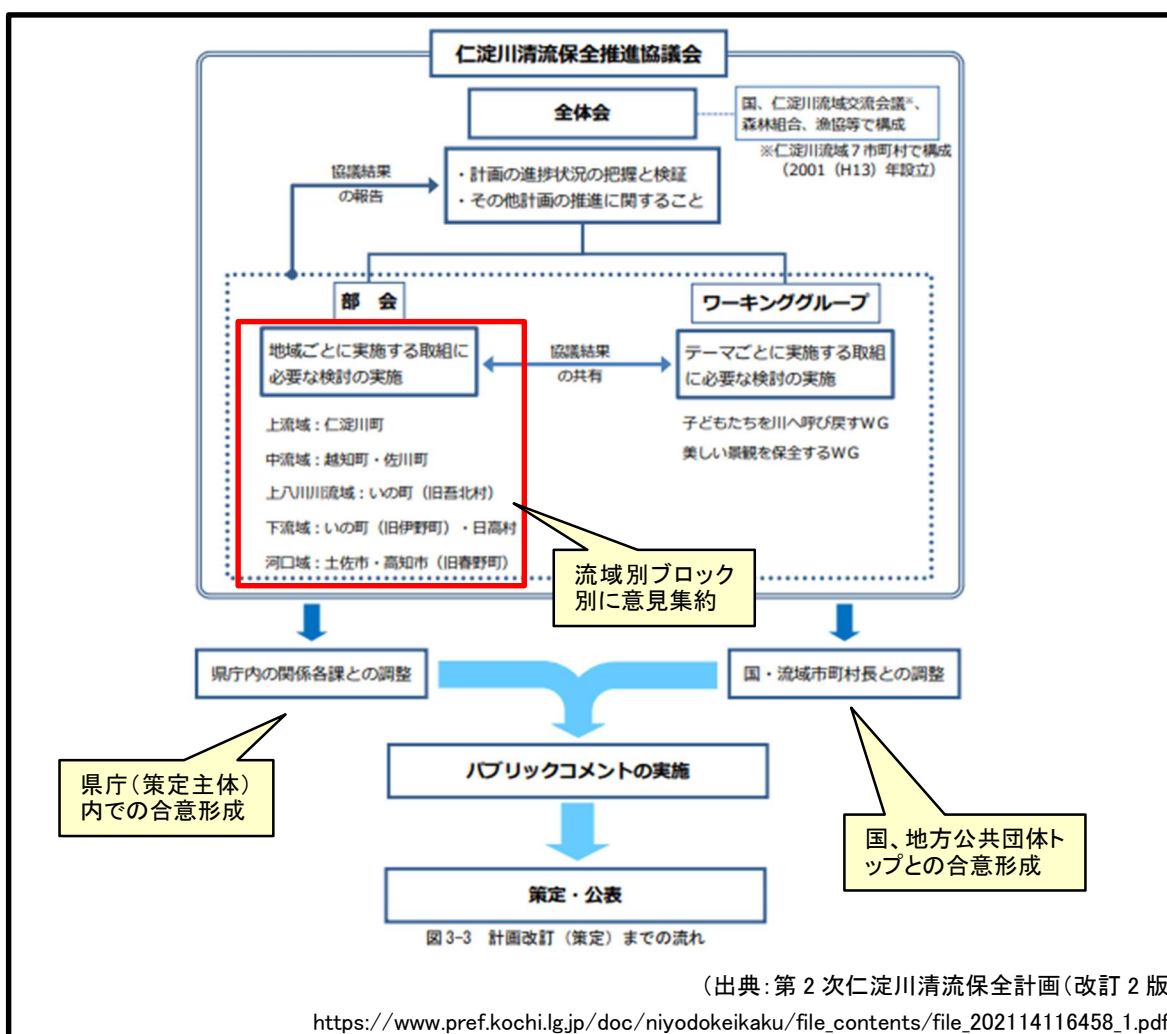 仁淀川清流保全推進協議会
全体会
国、仁淀川流域交流会議※、
森林組合、漁協等で構成
※仁淀川流域７市町村で構成
（2001（H13）年設立）
協議結果
の報告
・計画の進捗状況の把握と検証
・その他計画の推進に関すること
部　会
ワーキンググループ
地域ごとに実施する取組に
必要な検討の実施
協議結果
の共有
テーマごとに実施する取組
に必要な検討の実施
上流域：仁淀川町
中流域：越知町・佐川町
上八川川流域：いの町（旧吾北村）
下流域：いの町（旧伊野町）・日高村
河口域：土佐市・高知市（旧春野町）
子どもたちを川へ呼び戻すWG
美しい景観を保全するWG
流域別ブロック
別に意見集約
県庁内の関係各課との調整
国・流域市町村長との調整
県庁（策定主体）
内での合意形成
パブリックコメントの実施
国、地方公共団体ト
ップとの合意形成
策定・公表
図3-3　計画改訂（策定）までの流れ
（出典：第２次仁淀川清流保全計画（改訂２版
https://www.pref.kochi.lg.jp/doc/niyodokeikaku/file_contents/file_202114116458_1.pdf